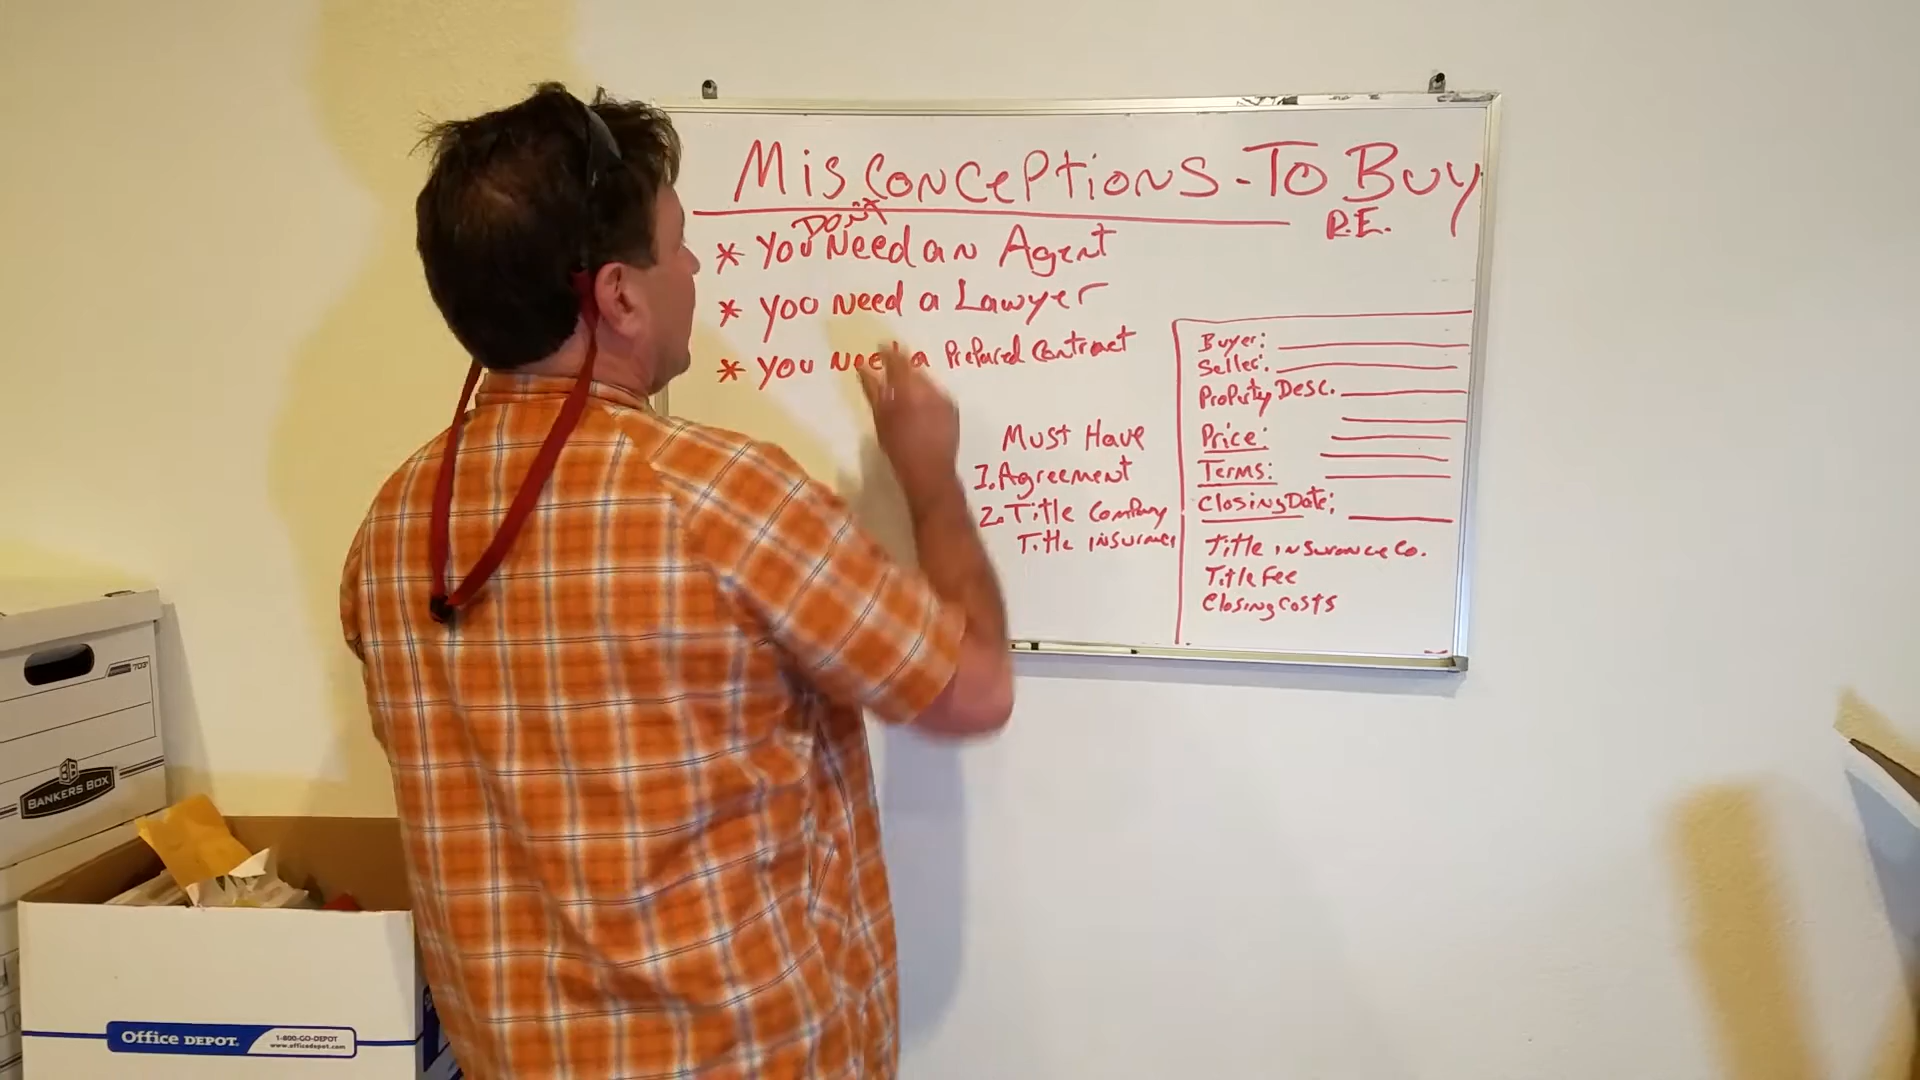 Misconceptions - To Buy
R.E.
Don't
* You Need an Agent
* You Need a Lawyer
* You Need a Prepared Contract
Must Have
1. Agreement
2. Title Company
Title insurance
Buyer:
Seller:
Property Desc.
Price:
Terms:
Closing Date:
Title insurance Co.
Title Fee
Closing costs
703
BANKERS BOX
Office DEPOT.
1-800-GO-DEPOT
www.officedepot.com